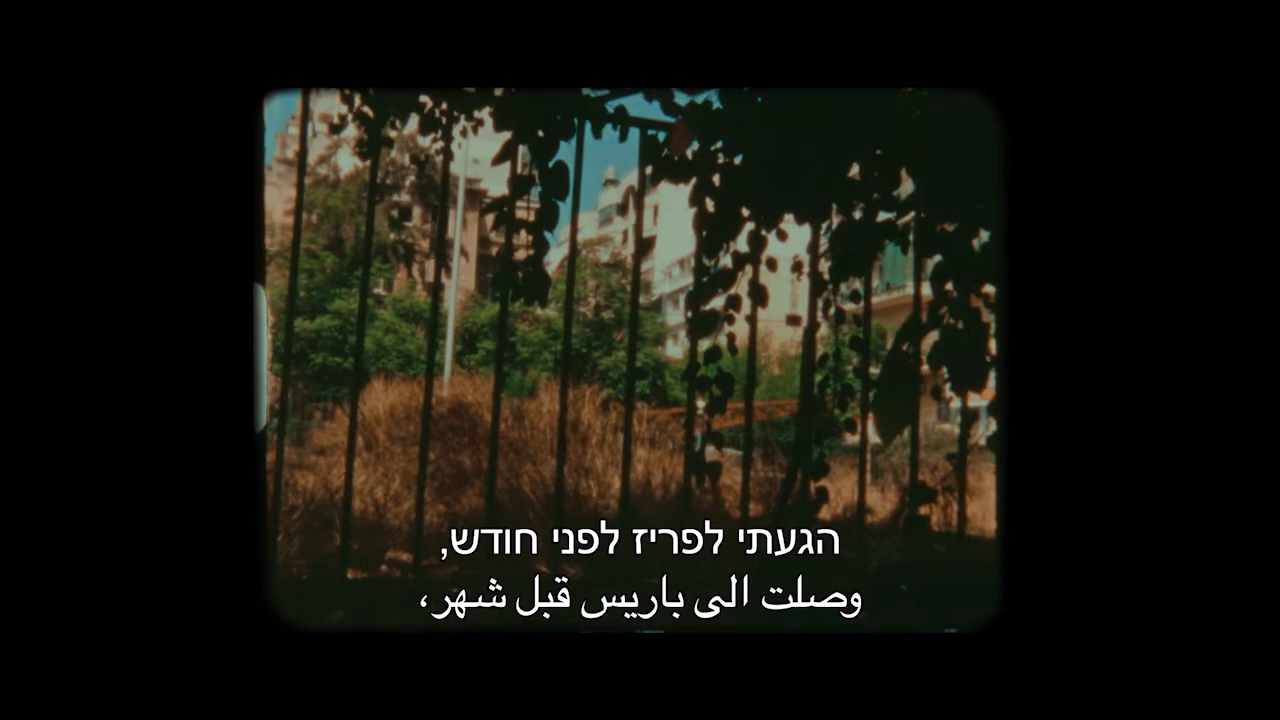 הגעתי לפריז לפני חודש,
وصلت الى باريس قبل شهر،